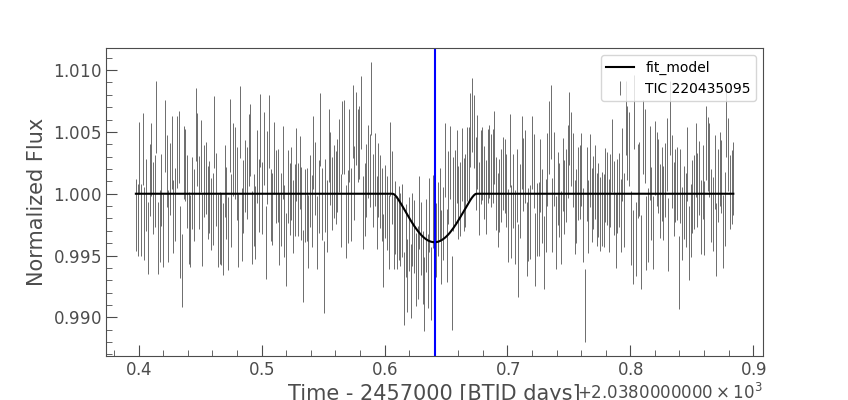 fit_model
TIC 220435095
Normalized Flux
1.010
1.005
1.000
0.995
0.990
0.4 0.5 0.6 0.7 0.8 0.9
Time - 2457000 [BTJD days]
+2.0380000000 × 10³